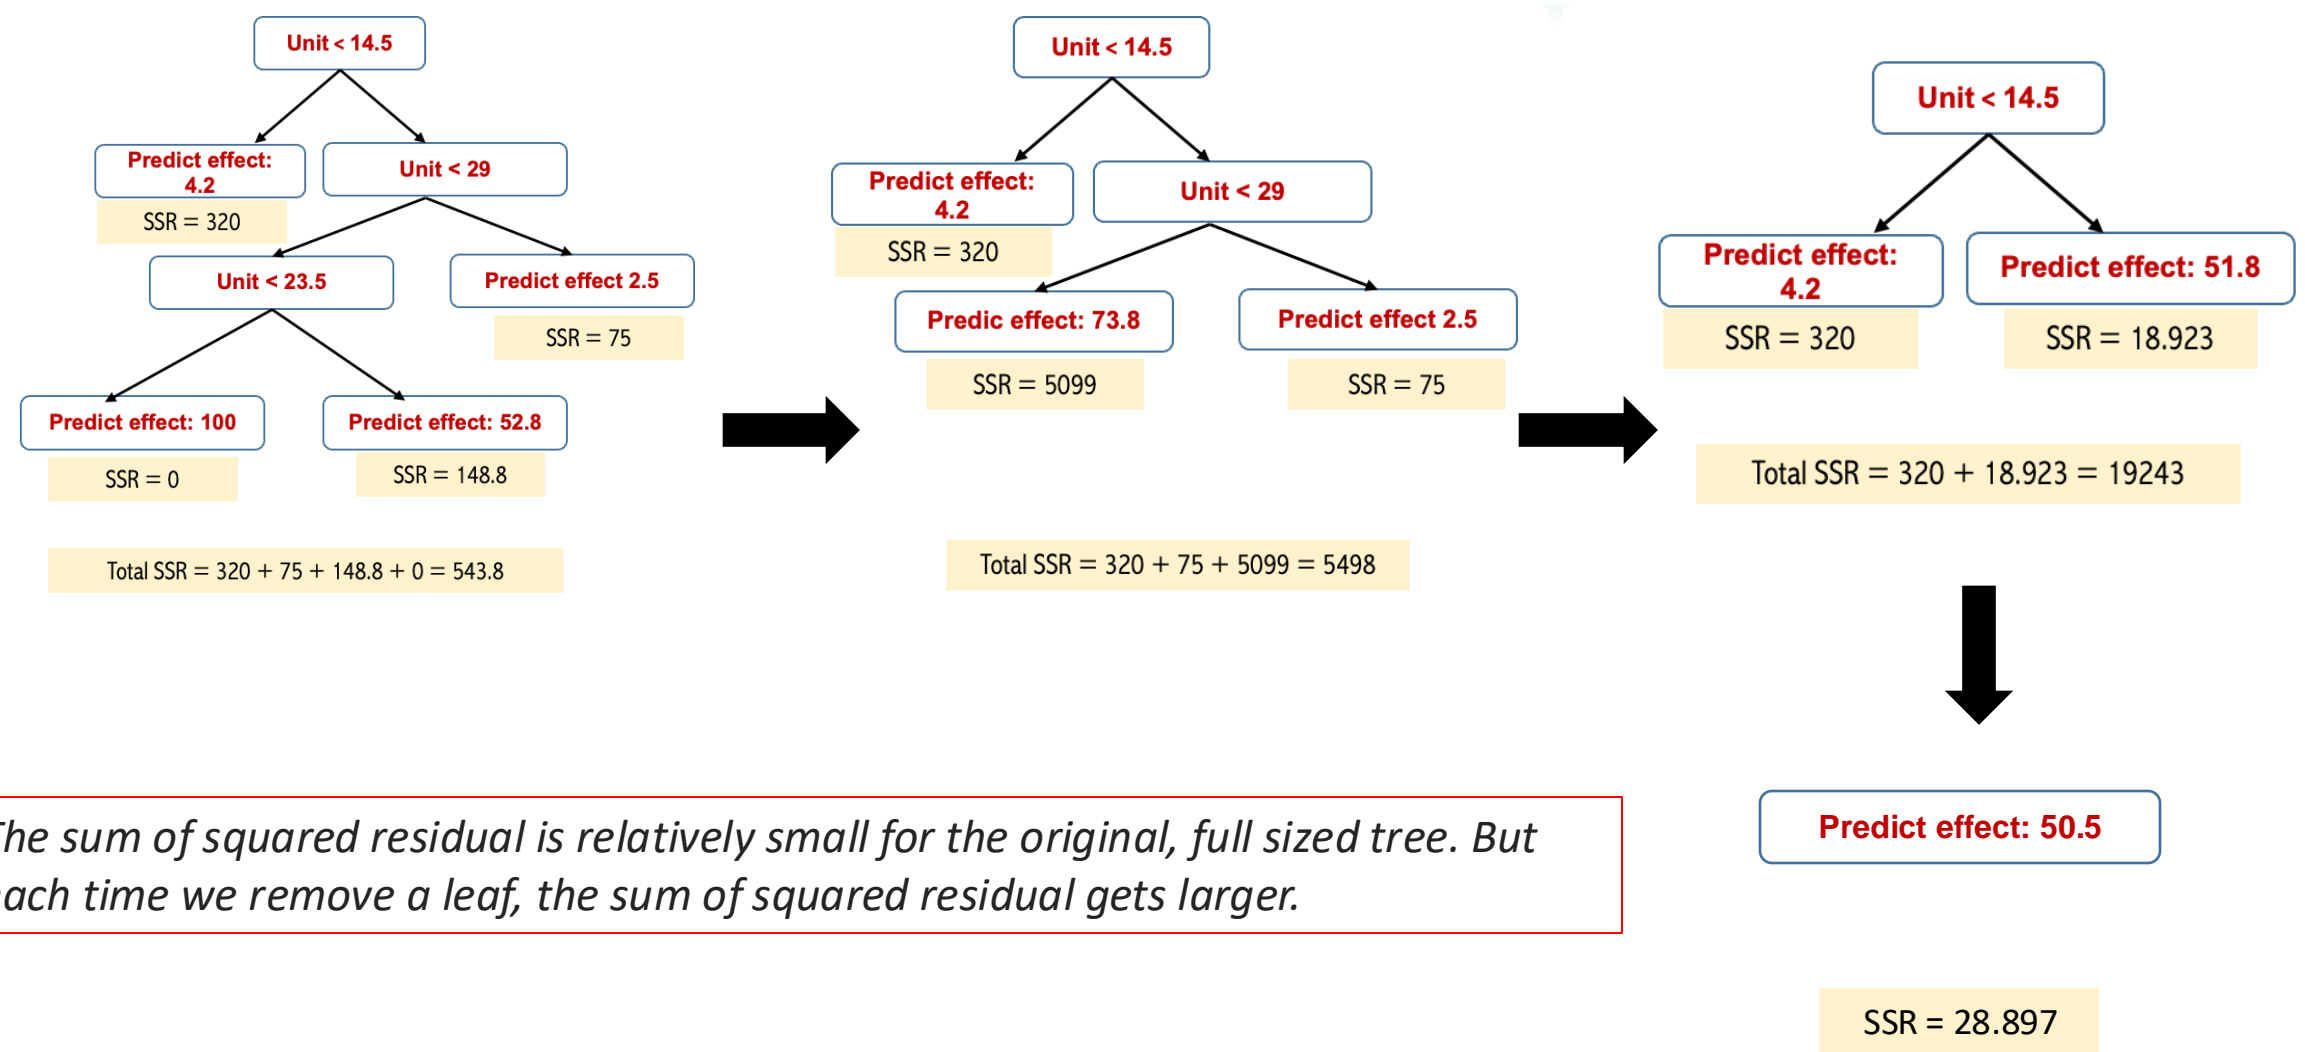 Unit < 14.5
Predict effect:
4.2
SSR = 320
Unit < 29
Unit < 23.5
Predict effect 2.5
SSR = 75
Predict effect: 100
SSR = 0
Predict effect: 52.8
SSR = 148.8
Total SSR = 320 + 75 + 148.8 + 0 = 543.8
Unit < 14.5
Predict effect:
4.2
SSR = 320
Unit < 29
Predic effect: 73.8
SSR = 5099
Predict effect 2.5
SSR = 75
Total SSR = 320 + 75 + 5099 = 5498
Unit < 14.5
Predict effect:
4.2
SSR = 320
Predict effect: 51.8
SSR = 18.923
Total SSR = 320 + 18.923 = 19243
Predict effect: 50.5
SSR = 28.897
The sum of squared residual is relatively small for the original, full sized tree. But
each time we remove a leaf, the sum of squared residual gets larger.